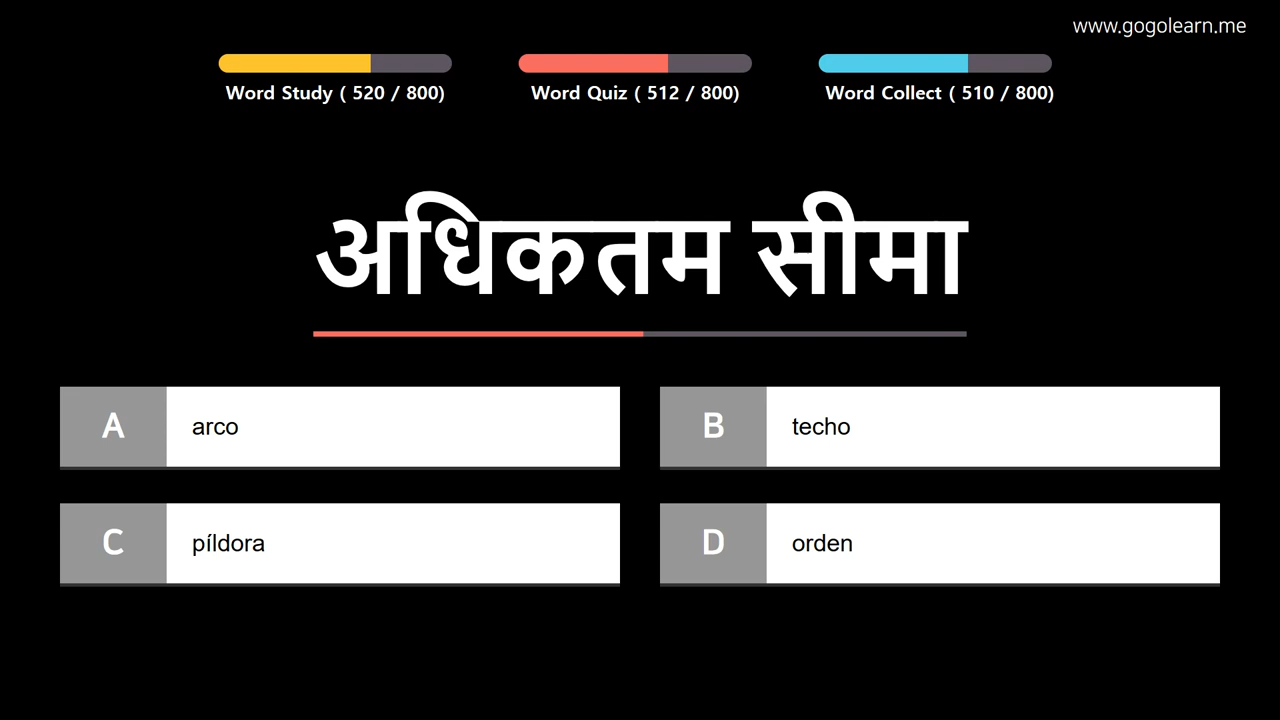 www.gogolearn.me
Word Study ( 520 / 800)
Word Quiz ( 512 / 800)
Word Collect ( 510 / 800)
अधिकतम सीमा
A arco
B techo
C píldora
D orden